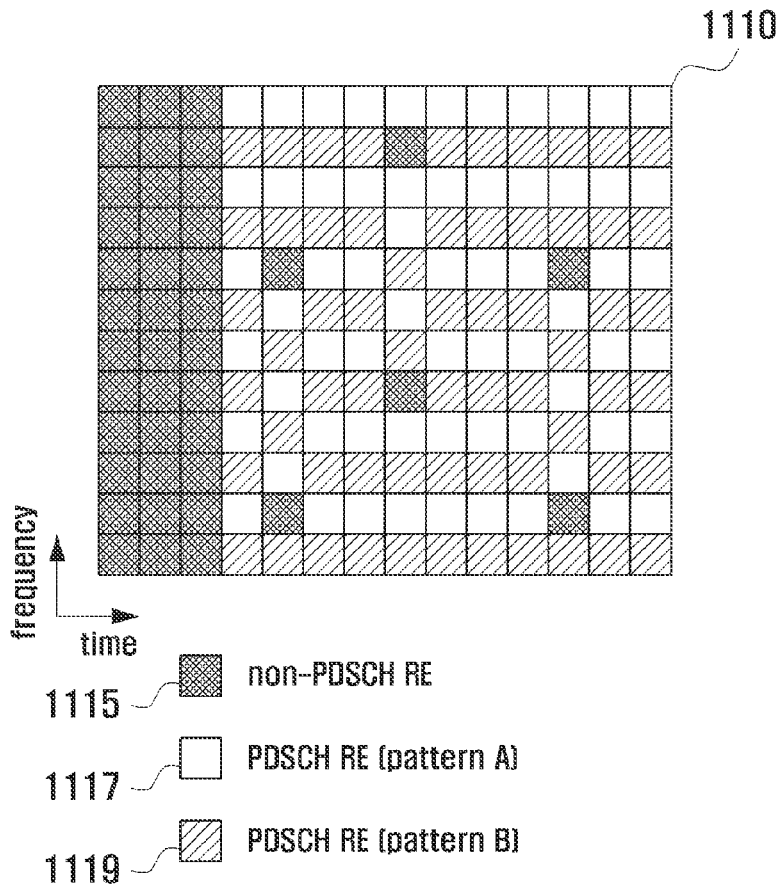 1110
frequency
time
non-PDSCH RE
1115
PDSCH RE (pattern A)
1117
PDSCH RE (pattern B)
1119